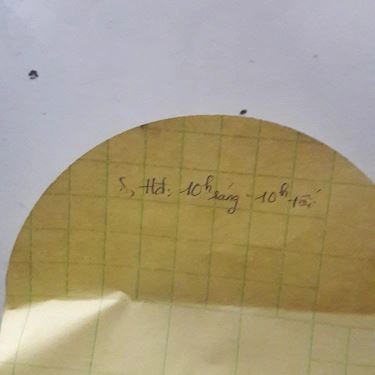 5, Hđ: 10h sáng - 10h tối